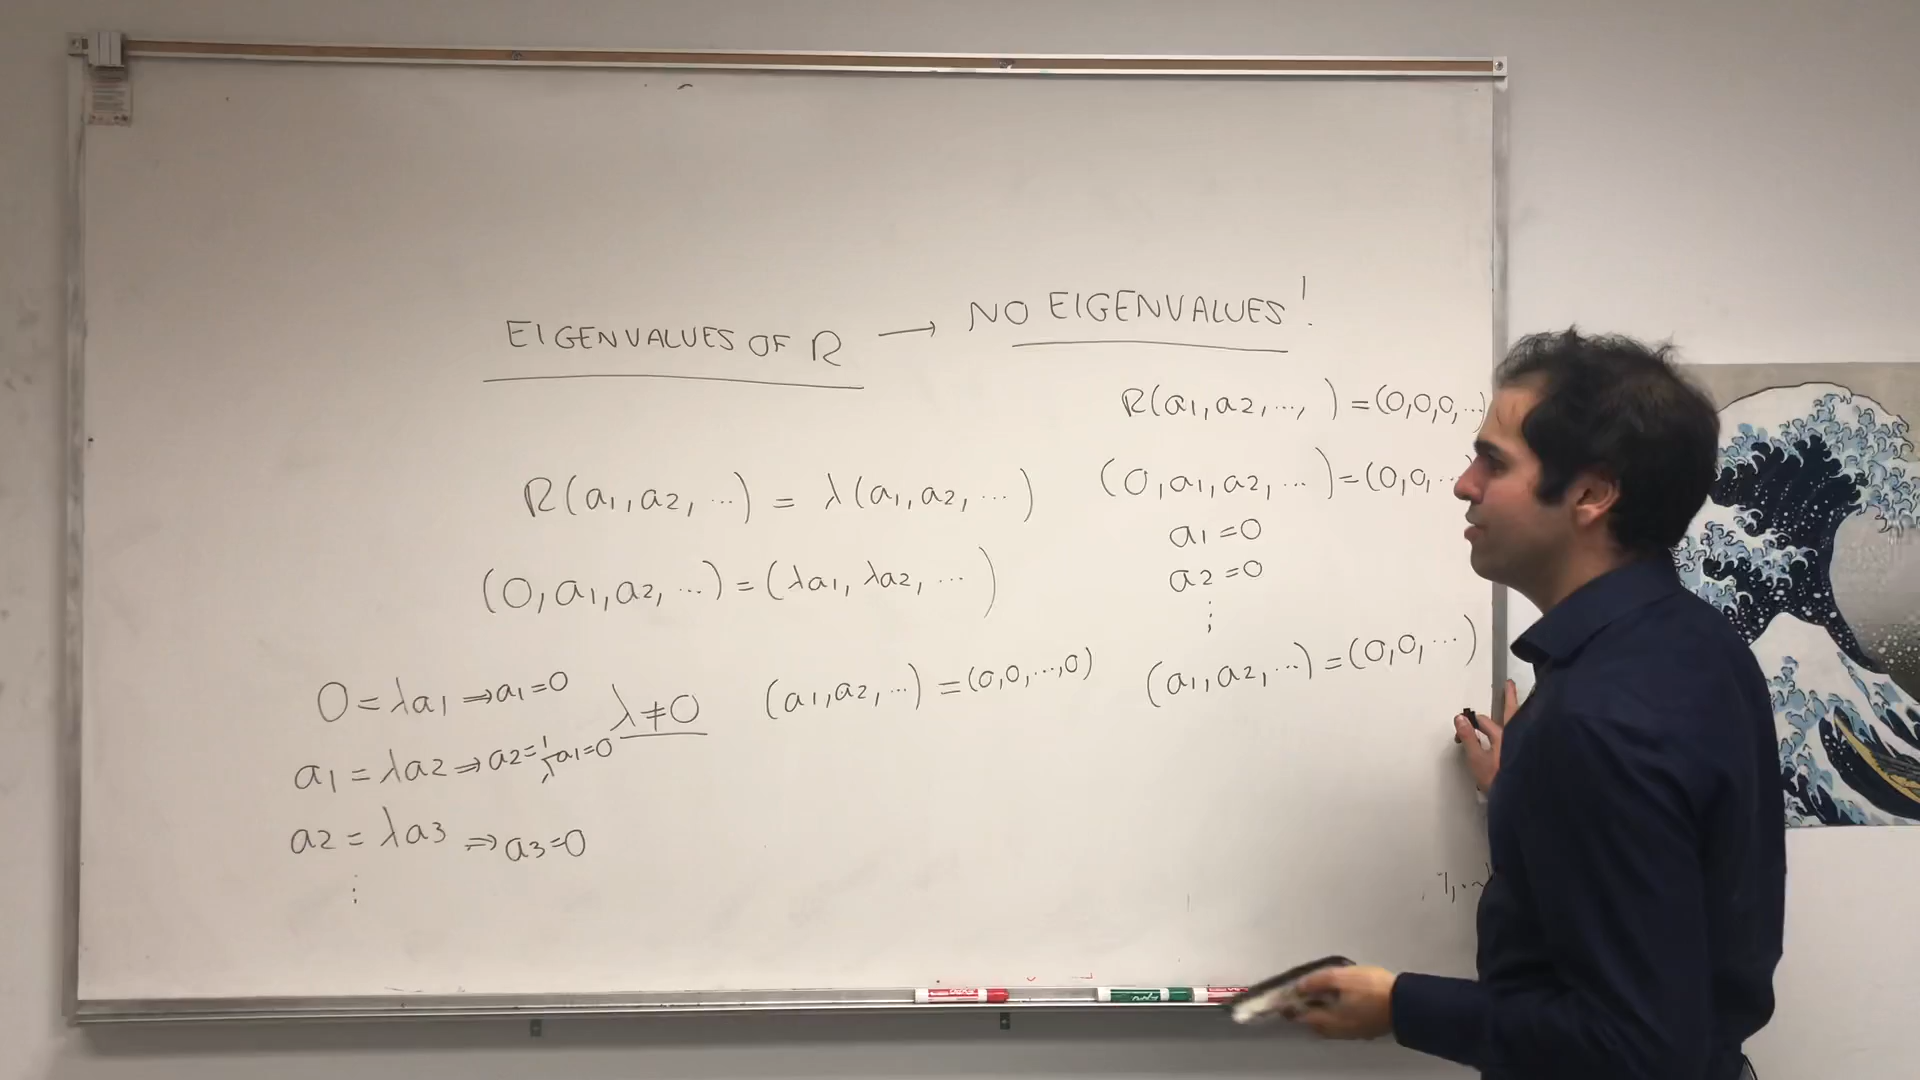 EIGENVALUES OF R → NO EIGENVALUES!
R(a1, a2, ...) = λ(a1, a2, ...)
(0, a1, a2, ...) = (λa1, λa2, ... )
0 = λa1 ⇒ a1=0
a1 = λa2 ⇒ a2 = 1/λ a1=0
a2 = λa3 ⇒ a3=0
⋮
λ ≠ 0
(a1, a2, ...) = (0,0,...,0)
R(a1, a2, ..., ) = (0,0,0,...)
(0, a1, a2, ... ) = (0,0,...
a1 = 0
a2 = 0
⋮
(a1, a2, ...) = (0,0,...)